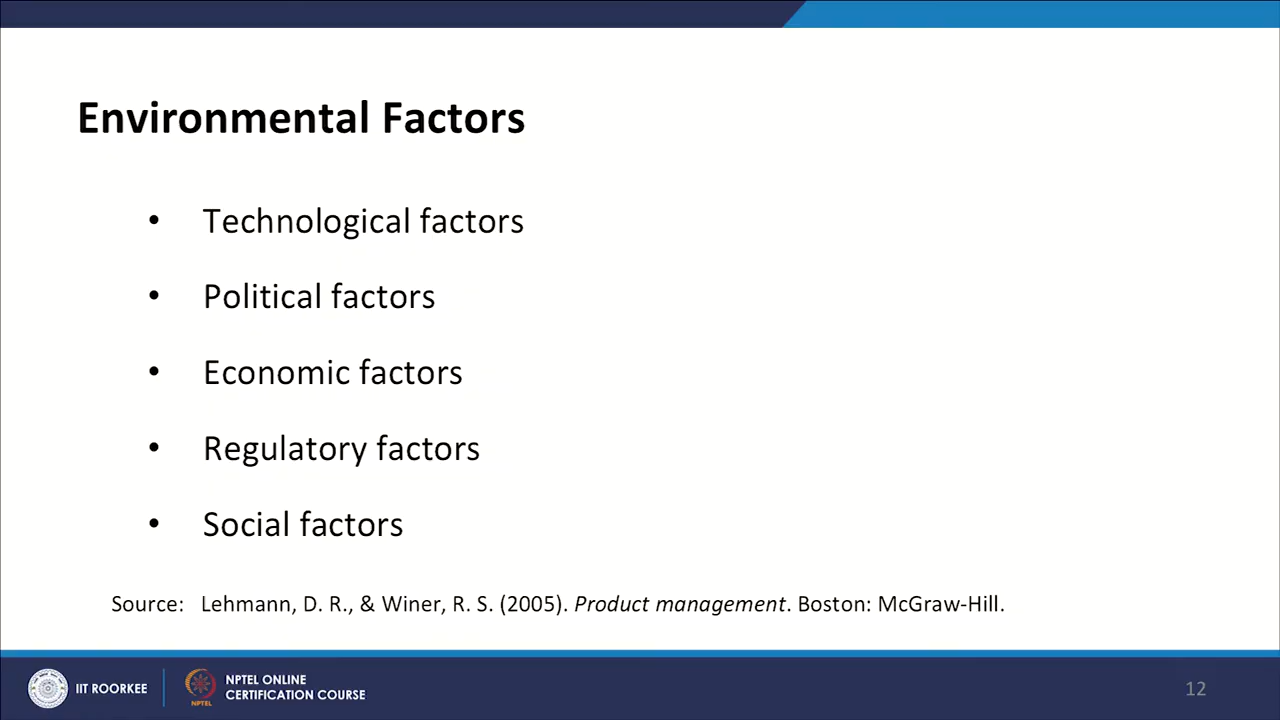 Environmental Factors
• Technological factors
• Political factors
• Economic factors
• Regulatory factors
• Social factors
Source: Lehmann, D. R., & Winer, R. S. (2005). Product management. Boston: McGraw-Hill.
IIT ROORKEE
NPTEL
NPTEL ONLINE
CERTIFICATION COURSE
12